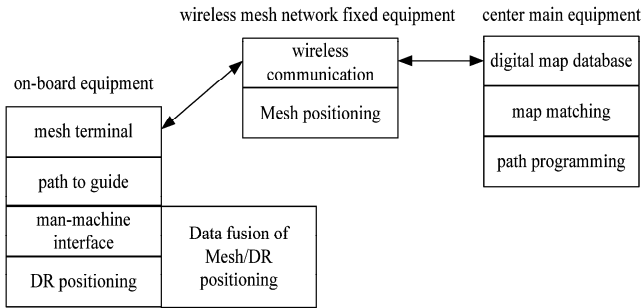 wireless mesh network fixed equipment
center main equipment
on-board equipment
wireless
communication
Mesh positioning
digital map database
map matching
path programming
mesh terminal
path to guide
man-machine
interface
DR positioning
Data fusion of
Mesh/DR
positioning